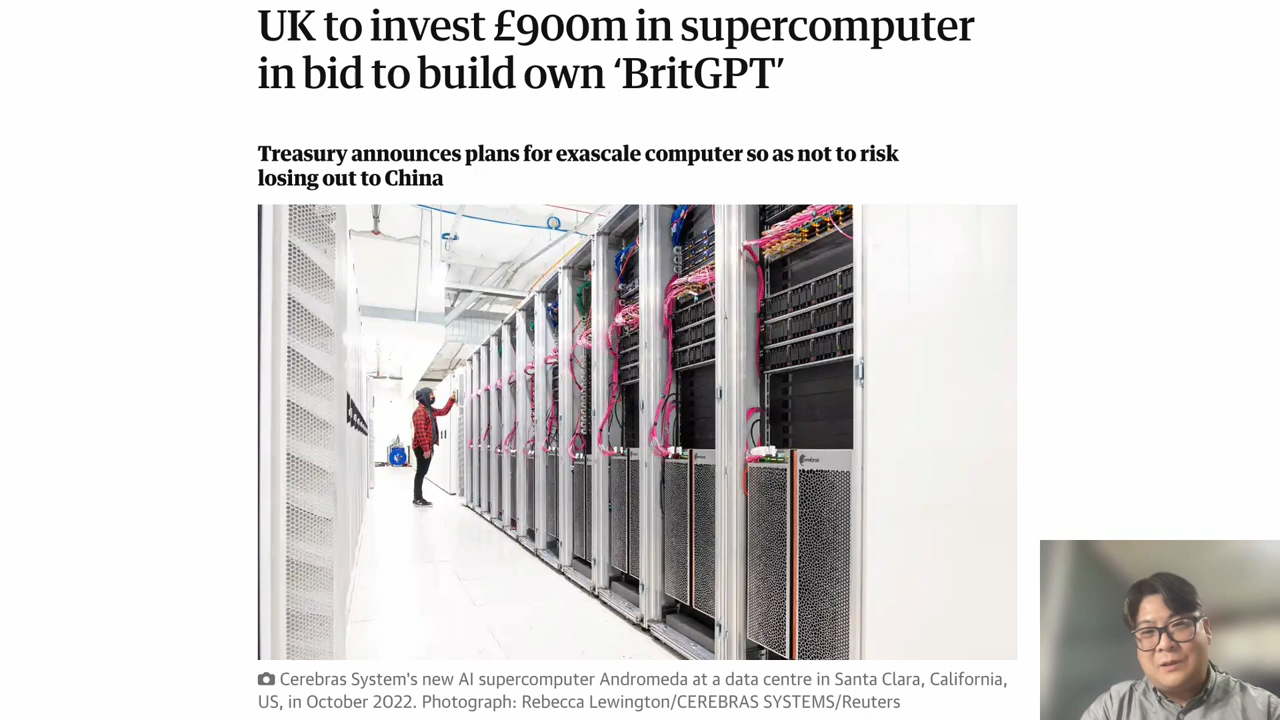 UK to invest £900m in supercomputer
in bid to build own ‘BritGPT’
Treasury announces plans for exascale computer so as not to risk
losing out to China
Cerebras System's new AI supercomputer Andromeda at a data centre in Santa Clara, California,
US, in October 2022. Photograph: Rebecca Lewington/CEREBRAS SYSTEMS/Reuters